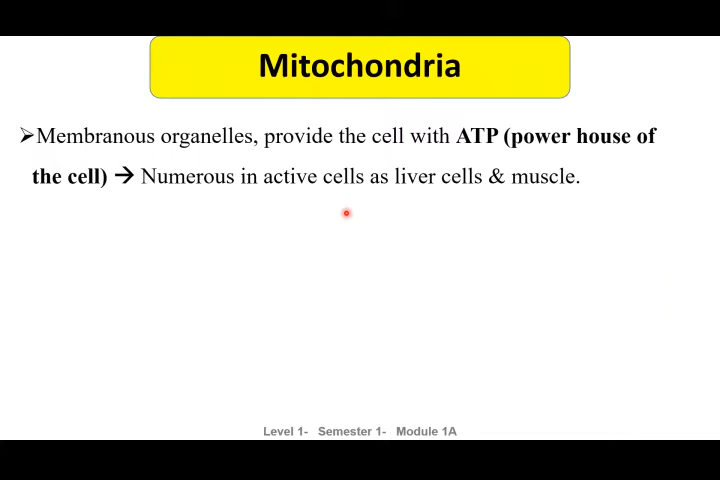 Mitochondria
➢Membranous organelles, provide the cell with ATP (power house of
the cell) → Numerous in active cells as liver cells & muscle.
Level 1- Semester 1- Module 1A